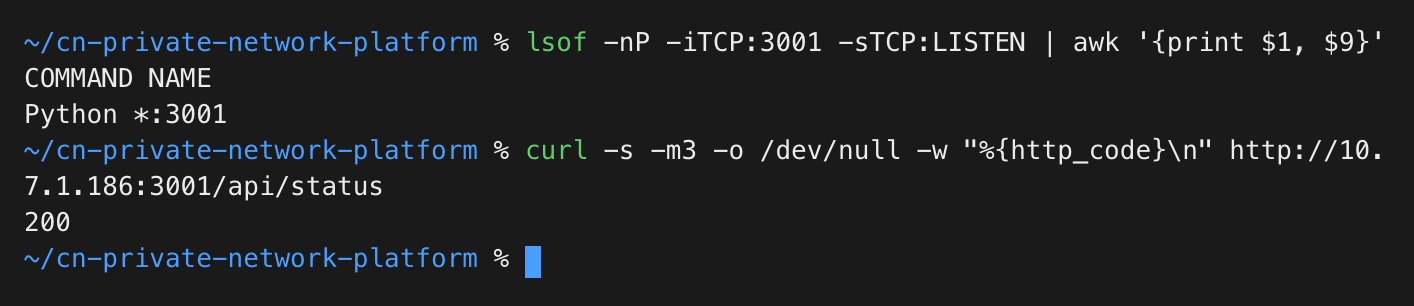 ~/cn-private-network-platform % lsof -nP -iTCP:3001 -sTCP:LISTEN | awk '{print $1, $9}'
COMMAND NAME
Python *:3001
~/cn-private-network-platform % curl -s -m3 -o /dev/null -w "%{http_code}\n" http://10.
7.1.186:3001/api/status
200
~/cn-private-network-platform %